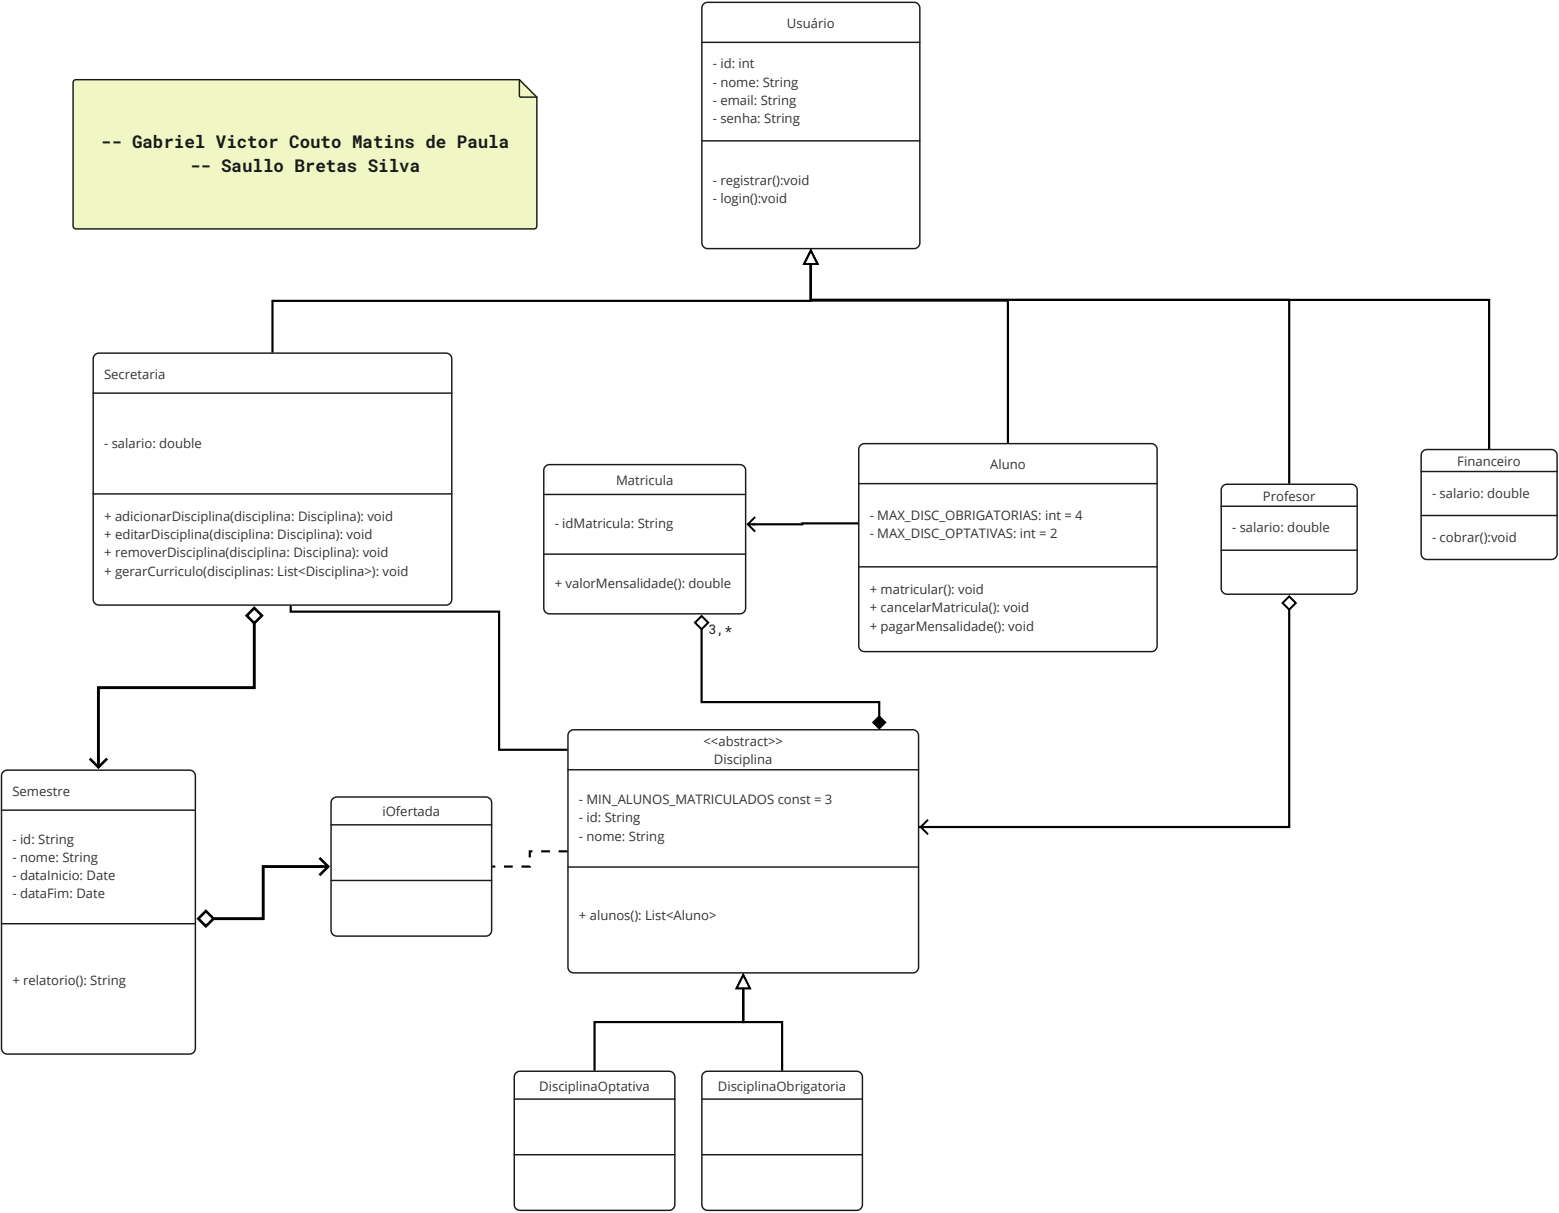 Usuário
- id: int
- nome: String
- email: String
- senha: String
- registrar():void
- login():void
-- Gabriel Victor Couto Matins de Paula
-- Saullo Bretas Silva
Secretaria
- salario: double
+ adicionarDisciplina(disciplina: Disciplina): void
+ editarDisciplina(disciplina: Disciplina): void
+ removerDisciplina(disciplina: Disciplina): void
+ gerarCurriculo(disciplinas: List<Disciplina>): void
Matricula
- idMatricula: String
+ valorMensalidade(): double
3,*
Aluno
- MAX_DISC_OBRIGATORIAS: int = 4
- MAX_DISC_OPTATIVAS: int = 2
+ matricular(): void
+ cancelarMatricula(): void
+ pagarMensalidade(): void
Profesor
- salario: double
Financeiro
- salario: double
- cobrar():void
Semestre
- id: String
- nome: String
- dataInicio: Date
- dataFim: Date
+ relatorio(): String
iOfertada
<<abstract>>
Disciplina
- MIN_ALUNOS_MATRICULADOS const = 3
- id: String
- nome: String
+ alunos(): List<Aluno>
DisciplinaOptativa
DisciplinaObrigatoria